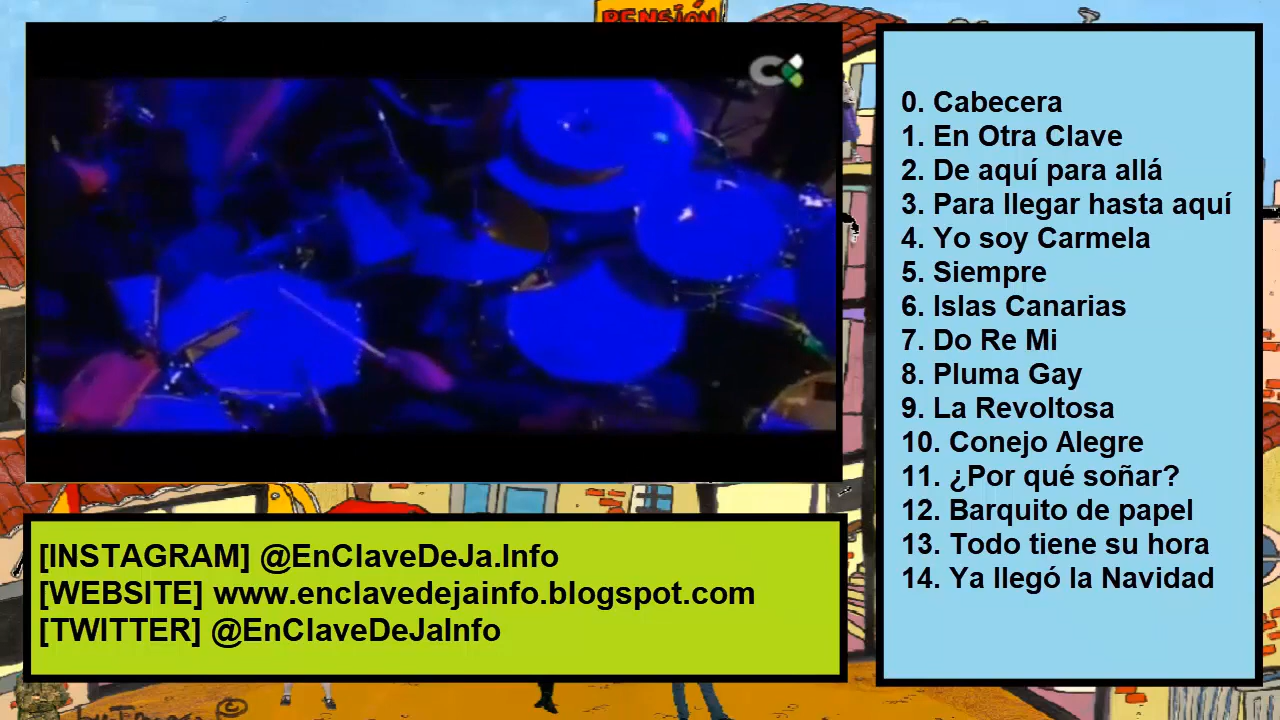 PENSIÓN
0. Cabecera
1. En Otra Clave
2. De aquí para allá
3. Para llegar hasta aquí
4. Yo soy Carmela
5. Siempre
6. Islas Canarias
7. Do Re Mi
8. Pluma Gay
9. La Revoltosa
10. Conejo Alegre
11. ¿Por qué soñar?
12. Barquito de papel
13. Todo tiene su hora
14. Ya llegó la Navidad
[INSTAGRAM] @EnClaveDeJa.Info
[WEBSITE] www.enclavedejainfo.blogspot.com
[TWITTER] @EnClaveDeJaInfo